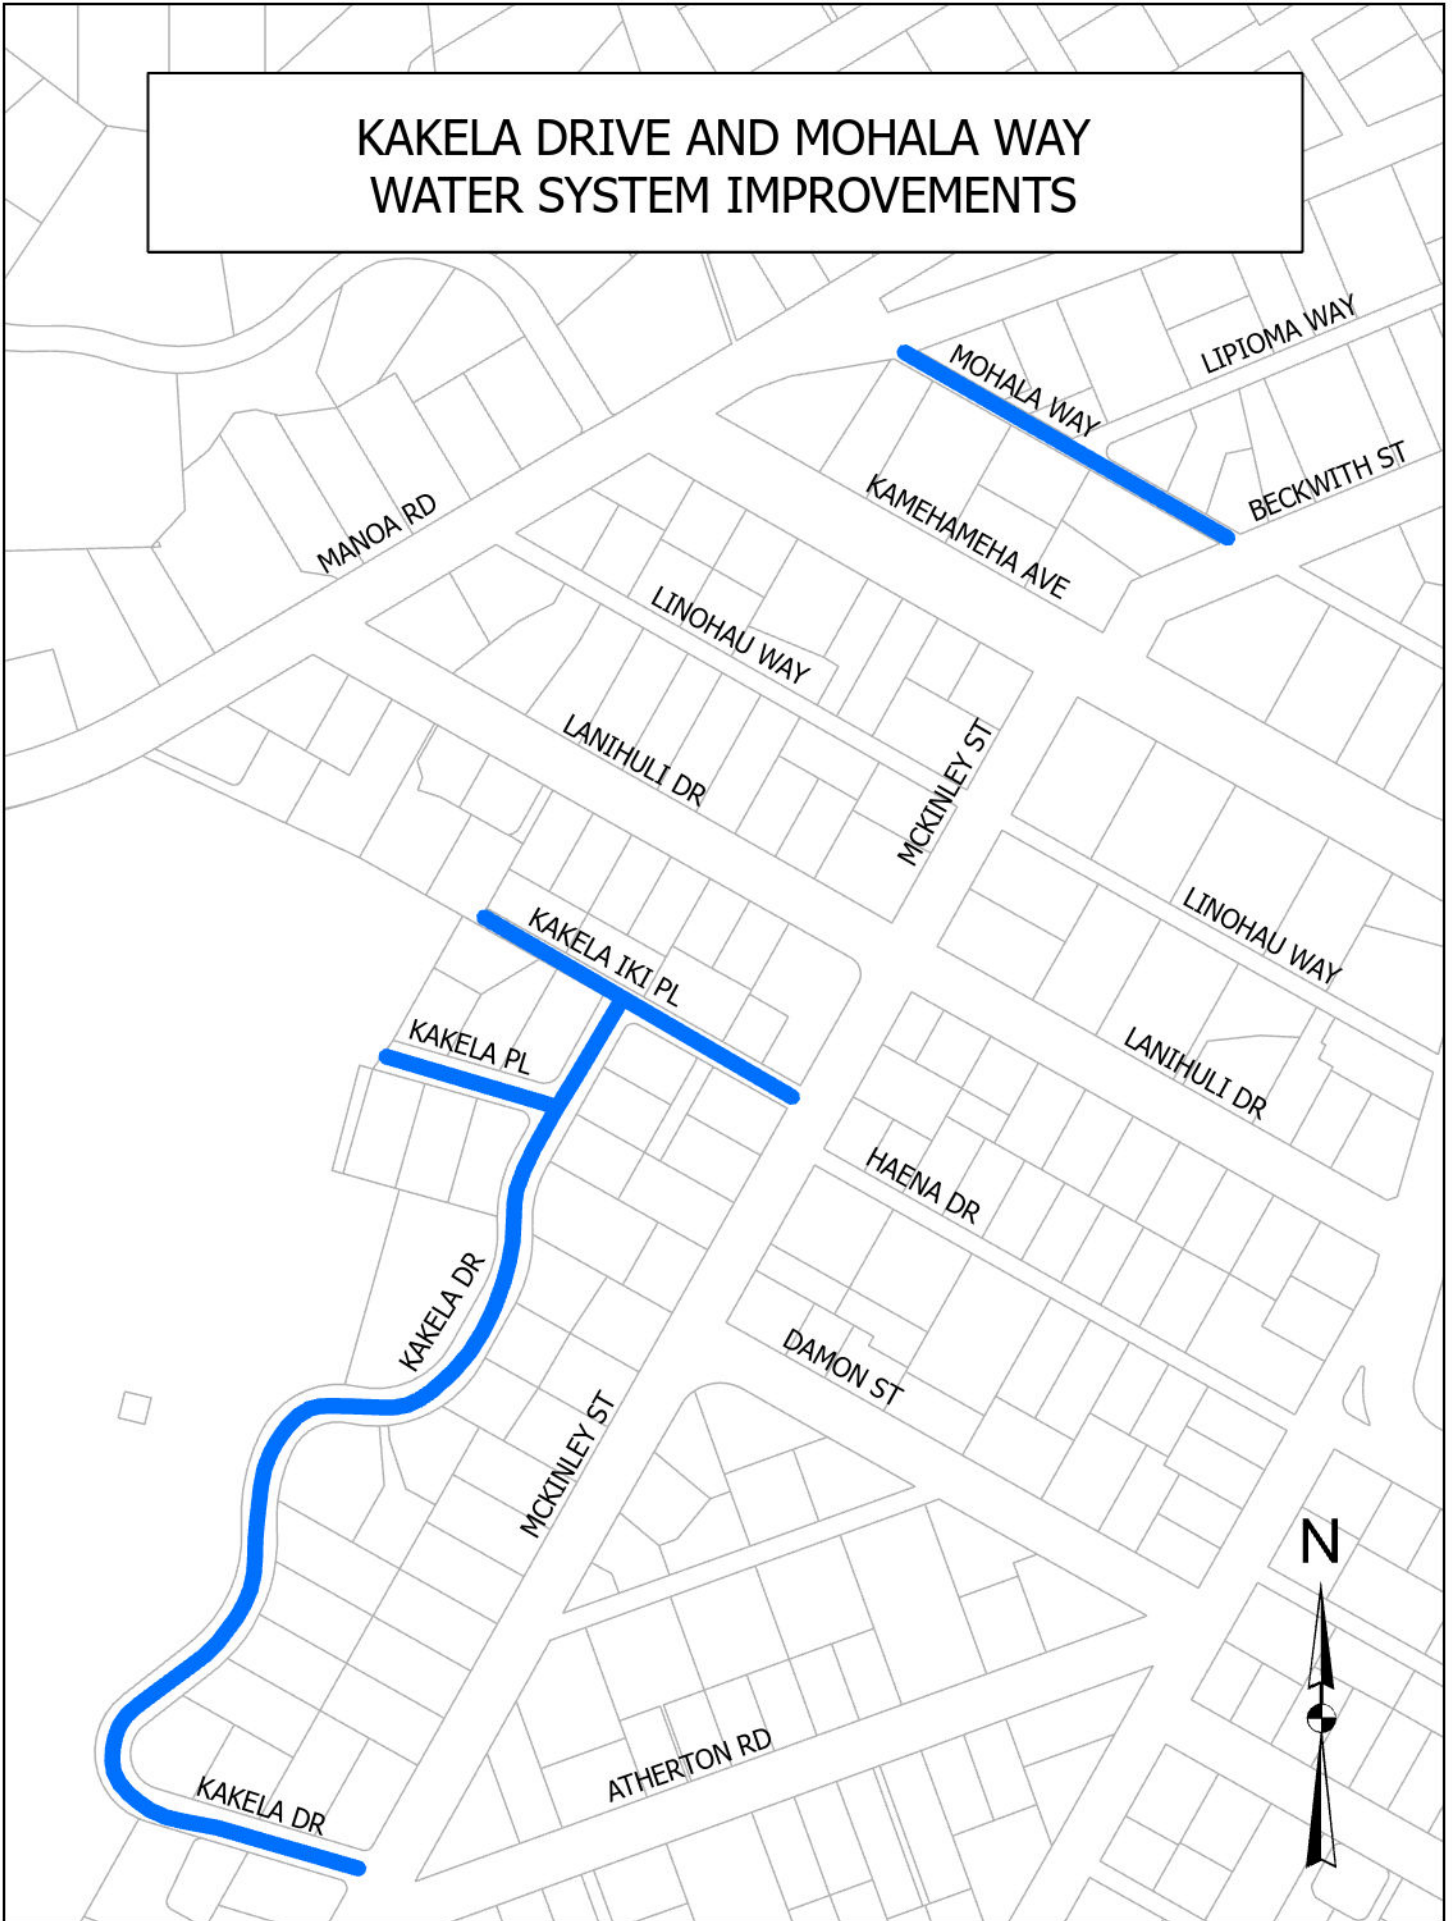 KAKELA DRIVE AND MOHALA WAY
WATER SYSTEM IMPROVEMENTS
LIPIOMA WAY
MOHALA WAY
BECKWITH ST
KAMEHAMEHA AVE
MANOA RD
LINOHAU WAY
LANIHULI DR
MCKINLEY ST
LINOHAU WAY
KAKELA IKI PL
KAKELA PL
LANIHULI DR
HAENA DR
KAKELA DR
DAMON ST
MCKINLEY ST
N
ATHERTON RD
KAKELA DR